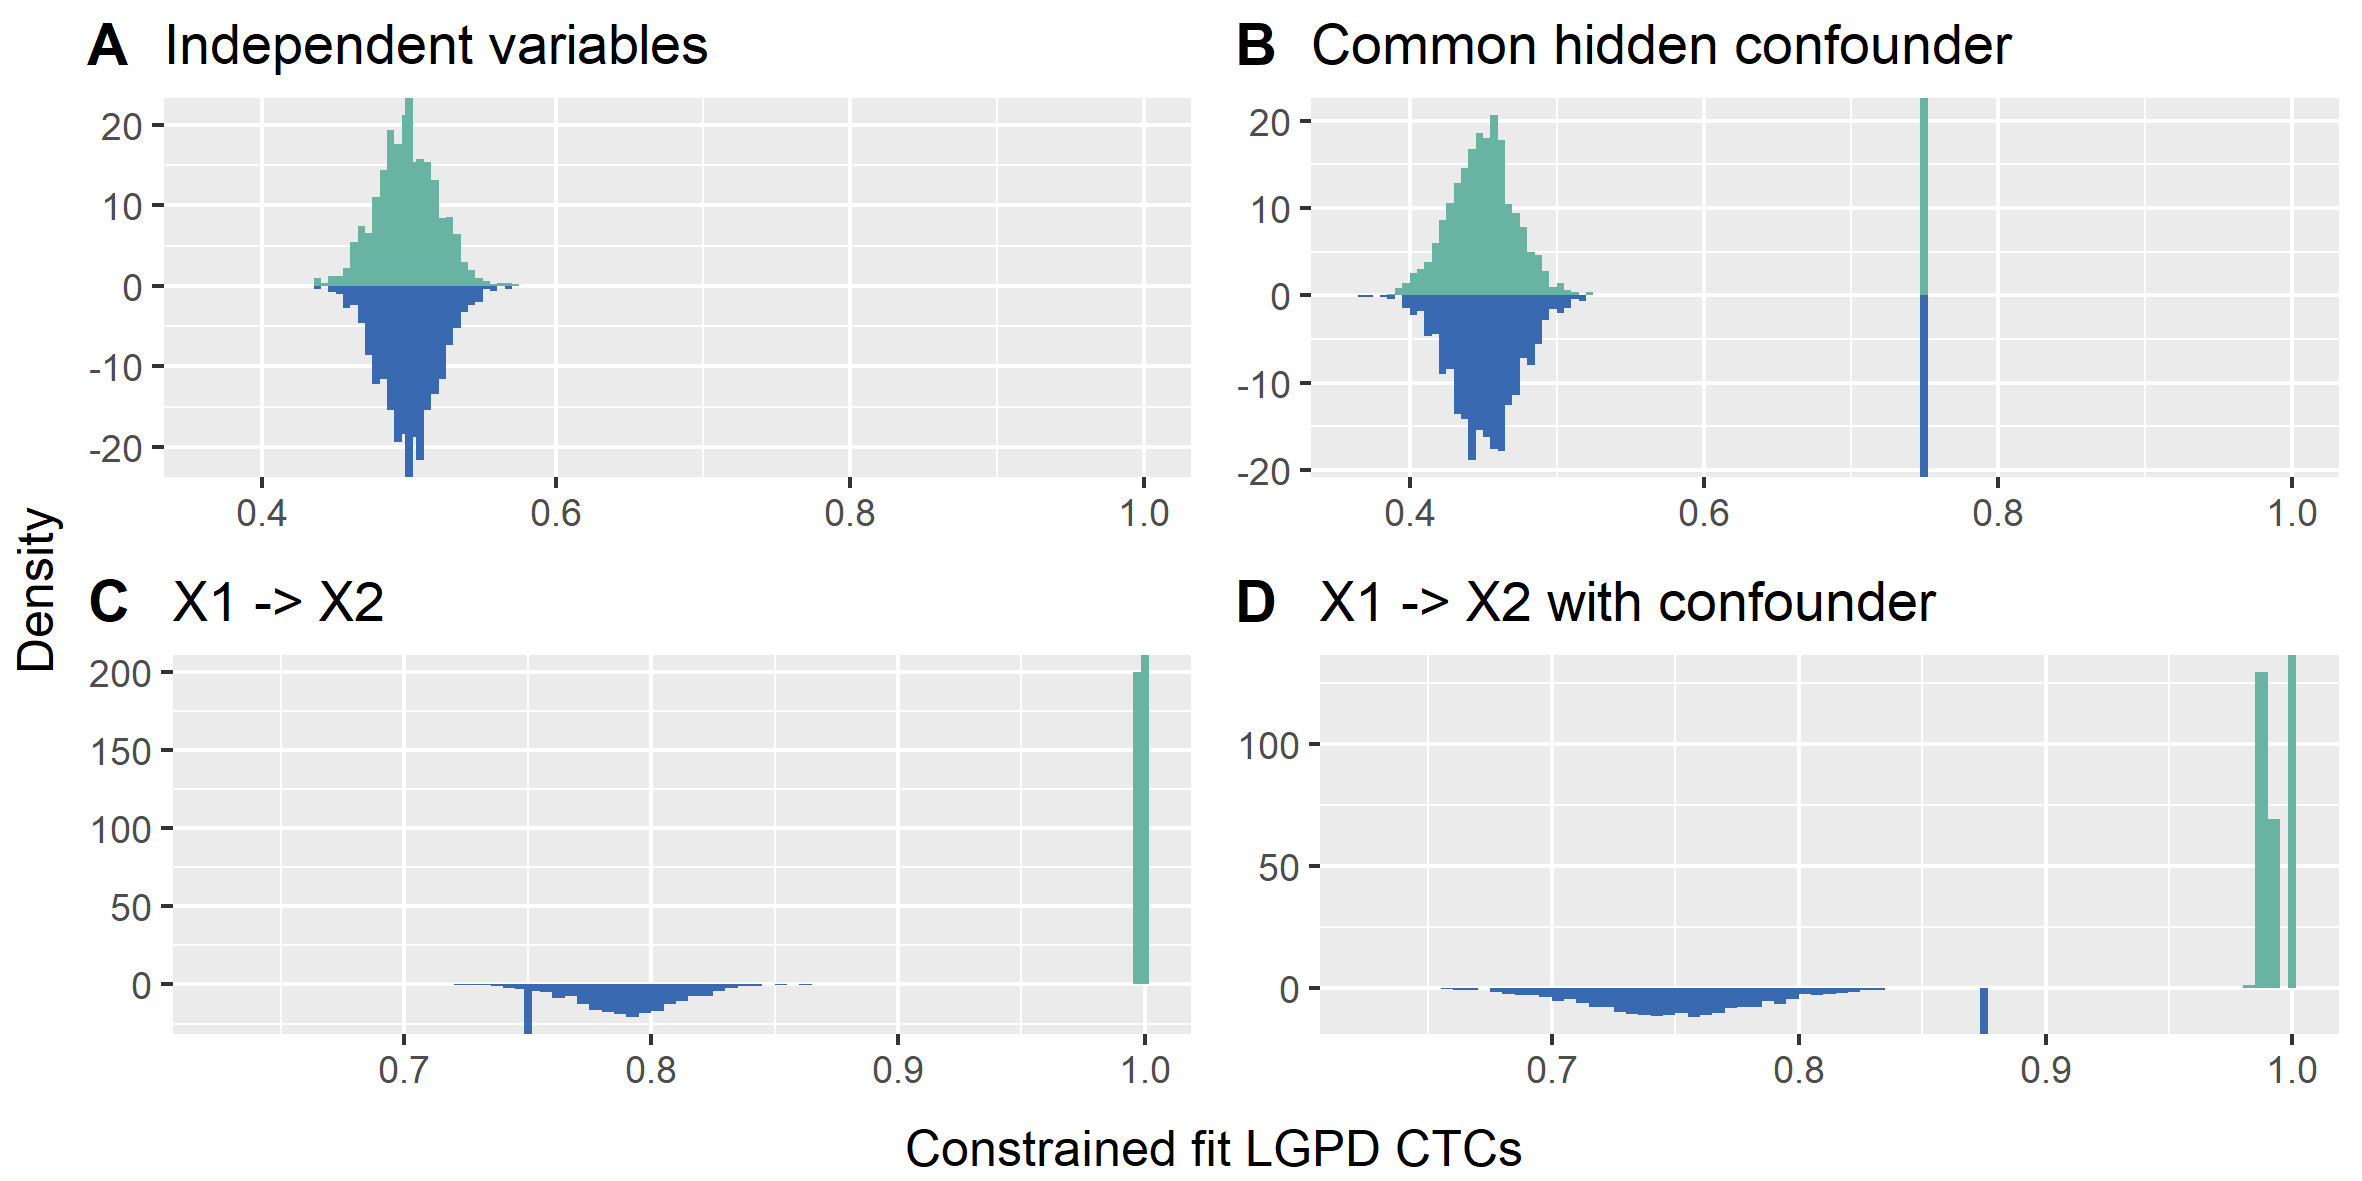 A Independent variables
20
10
0
-10
-20
0.4 0.6 0.8 1.0
B Common hidden confounder
20
10
0
-10
-20
0.4 0.6 0.8 1.0
Density
C X1 -> X2
200
150
100
50
0
0.7 0.8 0.9 1.0
D X1 -> X2 with confounder
100
50
0
0.7 0.8 0.9 1.0
Constrained fit LGPD CTCs